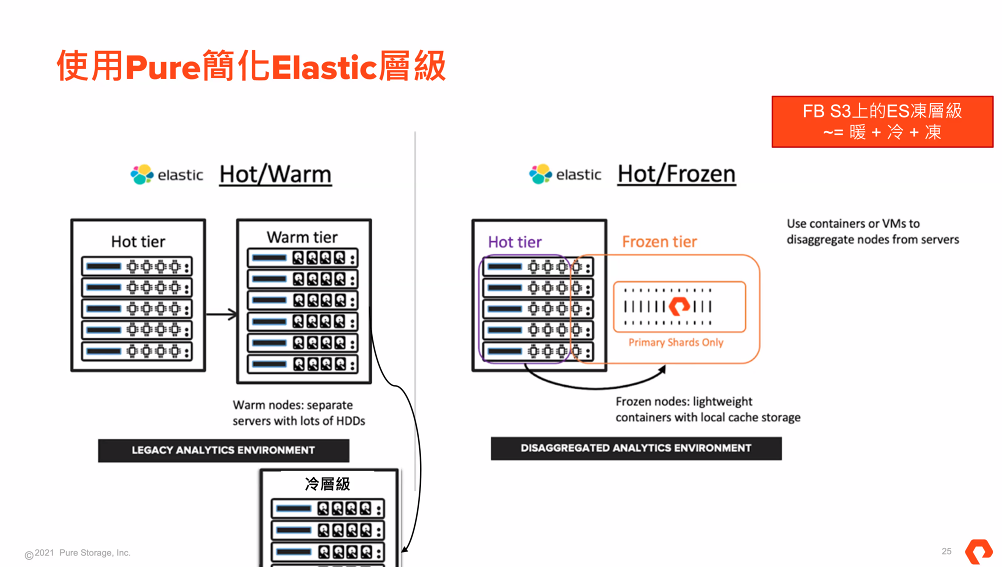 使用Pure簡化Elastic層級
FB S3上的ES凍層級
~= 暖 + 冷 + 凍
elastic Hot/Warm
Hot tier
Warm tier
Warm nodes: separate
servers with lots of HDDs
LEGACY ANALYTICS ENVIRONMENT
冷層級
elastic Hot/Frozen
Hot tier
Frozen tier
Primary Shards Only
Use containers or VMs to
disaggregate nodes from servers
Frozen nodes: lightweight
containers with local cache storage
DISAGGREGATED ANALYTICS ENVIRONMENT
©2021 Pure Storage, Inc.
25